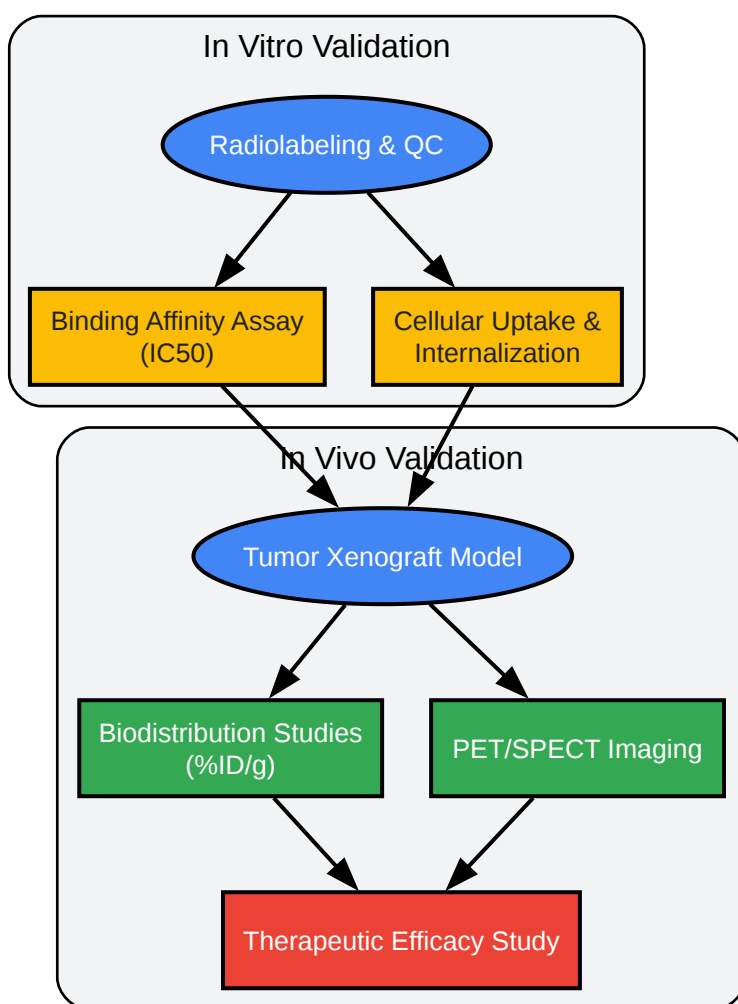 In Vitro Validation
Radiolabeling & QC
Binding Affinity Assay
(IC50)
Cellular Uptake &
Internalization
In Vivo Validation
Tumor Xenograft Model
Biodistribution Studies
(%ID/g)
PET/SPECT Imaging
Therapeutic Efficacy Study